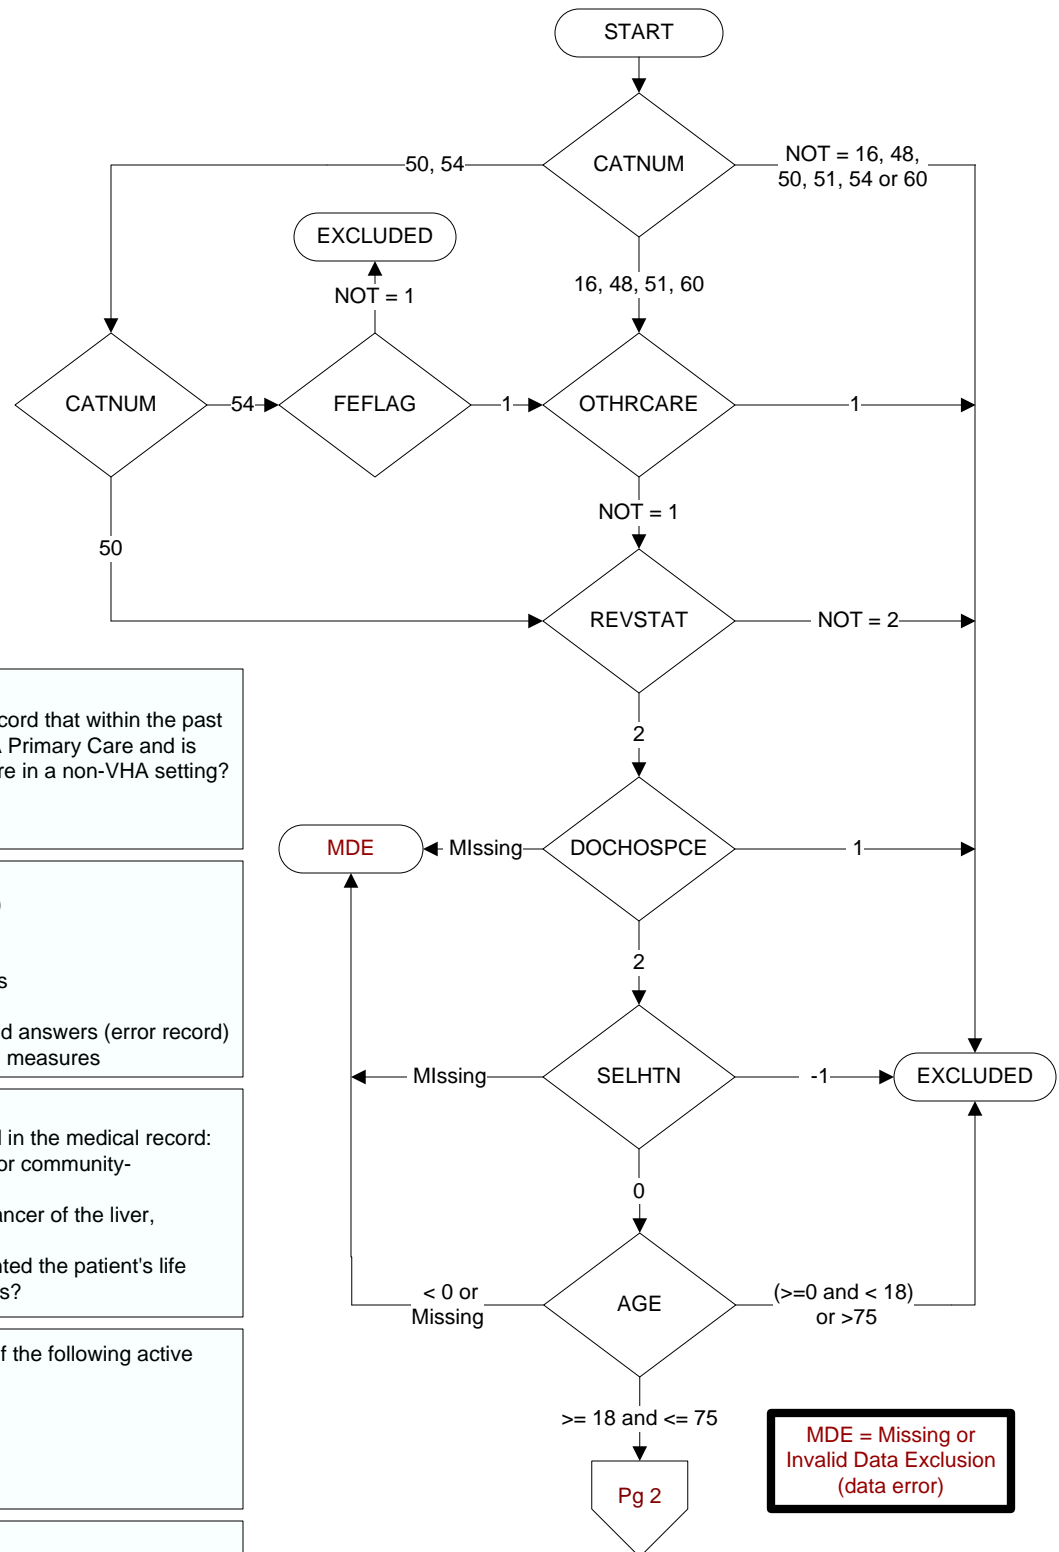 START
CATNUM
50, 54
NOT = 16, 48,
50, 51, 54 or 60
EXCLUDED
NOT = 1
16, 48, 51, 60
CATNUM
54
FEFLAG
1
OTHRCARE
1
NOT = 1
50
REVSTAT
NOT = 2
2
cord that within the past
Primary Care and is
re in a non-VHA setting?
MDE
MIssing
DOCHOSPCE
1
)
s
d answers (error record)
measures
2
MIssing
SELHTN
-1
EXCLUDED
d in the medical record:
or community-
ancer of the liver,
ted the patient's life
s?
0
< 0 or
Missing
AGE
(>=0 and < 18)
or >75
f the following active
>= 18 and <= 75
Pg 2
MDE = Missing or
Invalid Data Exclusion
(data error)